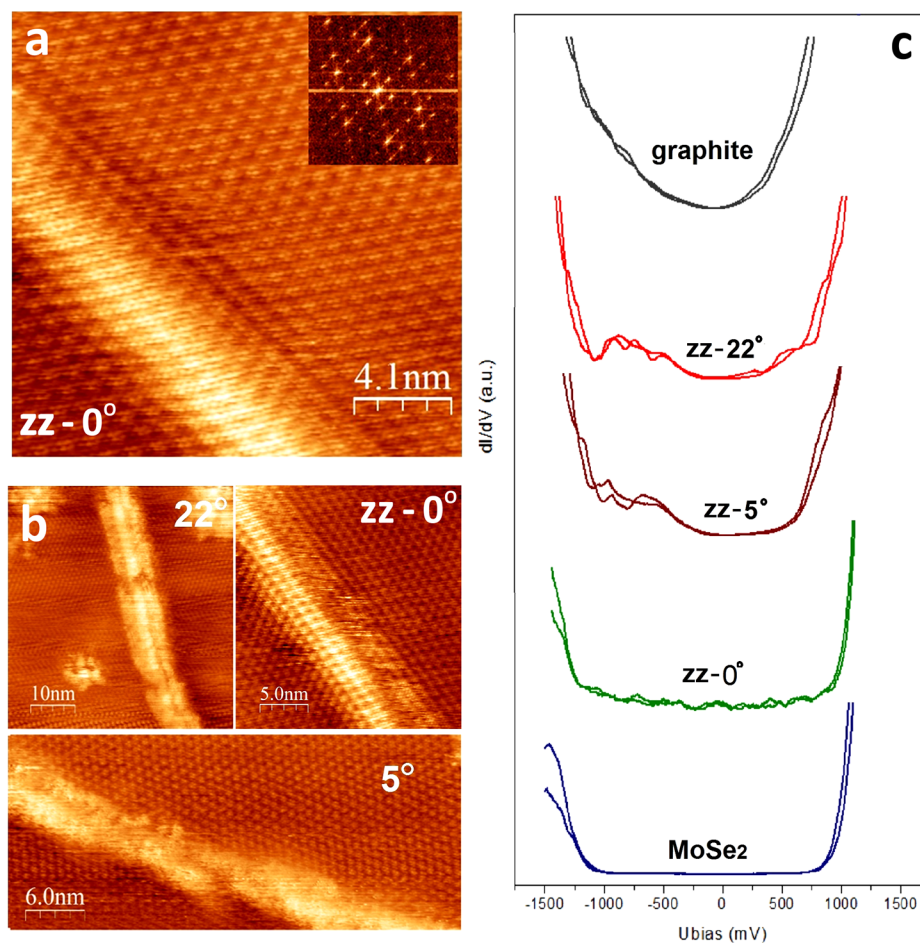 a
4.1nm
zz - 0°
b
22°
10nm
zz - 0°
5.0nm
5°
6.0nm
c
graphite
zz-22°
zz-5°
zz-0°
MoSe2
dI/dV (a.u.)
-1500 -1000 -500 0 500 1000
Ubias (mV)